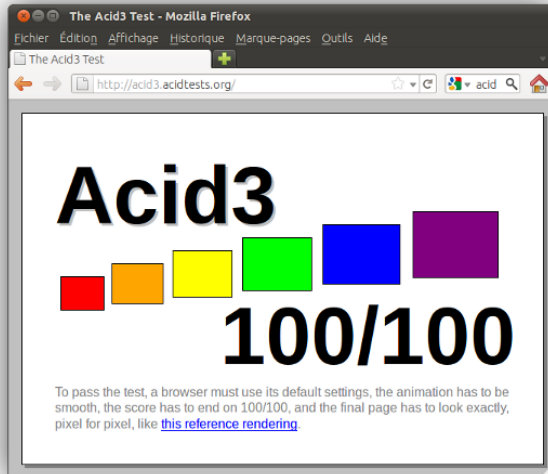 The Acid3 Test - Mozilla Firefox
Fichier Édition Affichage Historique Marque-pages Outils Aide
The Acid3 Test
http://acid3.acidtests.org/ acid
Acid3
100/100
To pass the test, a browser must use its default settings, the animation has to be
smooth, the score has to end on 100/100, and the final page has to look exactly,
pixel for pixel, like this reference rendering.